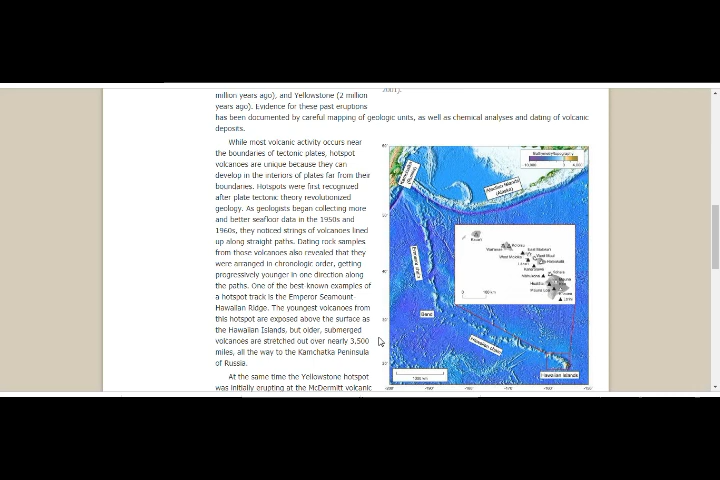 2001).
million years ago), and Yellowstone (2 million
years ago). Evidence for these past eruptions
has been documented by careful mapping of geologic units, as well as chemical analyses and dating of volcanic
deposits.
While most volcanic activity occurs near
the boundaries of tectonic plates, hotspot
volcanoes are unique because they can
develop in the interiors of plates far from their
boundaries. Hotspots were first recognized
after plate tectonic theory revolutionized
geology. As geologists began collecting more
and better seafloor data in the 1950s and
1960s, they noticed strings of volcanoes lined
up along straight paths. Dating rock samples
from those volcanoes also revealed that they
were arranged in chronologic order, getting
progressively younger in one direction along
the paths. One of the best known examples of
a hotspot track is the Emperor Seamount-
Hawaiian Ridge. The youngest volcanoes from
this hotspot are exposed above the surface as
the Hawaiian Islands, but older, submerged
volcanoes are stretched out over nearly 3,500
miles, all the way to the Kamchatka Peninsula
of Russia.
At the same time the Yellowstone hotspot
was initially erupting at the McDermitt volcanic
Aleutian Islands
(Alaska)
Kauai
Bend
Hawaiian chain
Hawaiian Islands